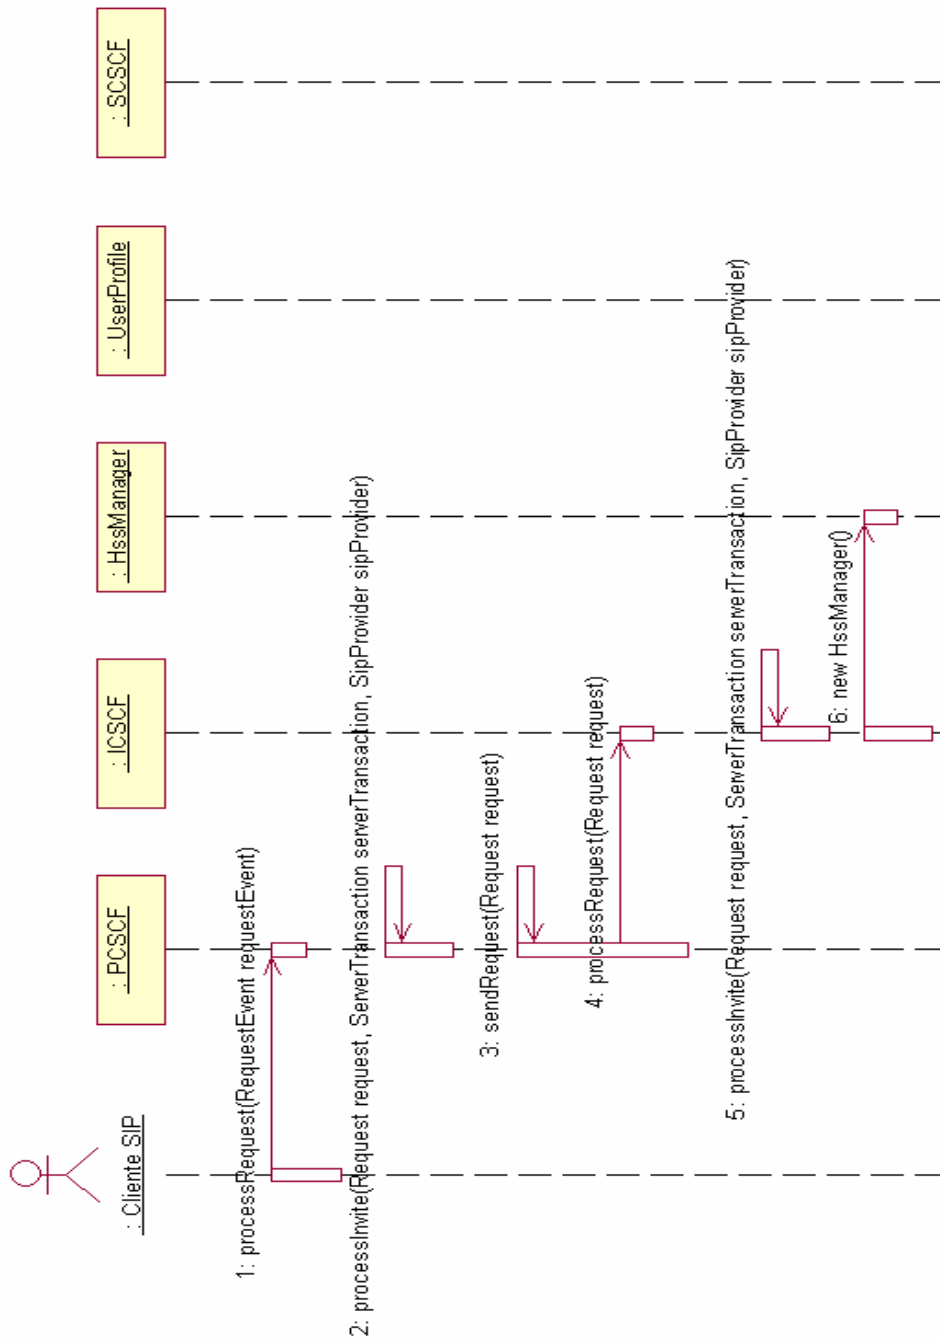 : Cliente SIP
: PCSCF
: ICSCF
: HssManager
: UserProfile
: SCSCF
1: processRequest(RequestEvent requestEvent)
2: processInvite(Request request, ServerTransaction serverTransaction, SipProvider sipProvider)
3: sendRequest(Request request)
4: processRequest(Request request)
5: processInvite(Request request, ServerTransaction serverTransaction, SipProvider sipProvider)
6: new HssManager()